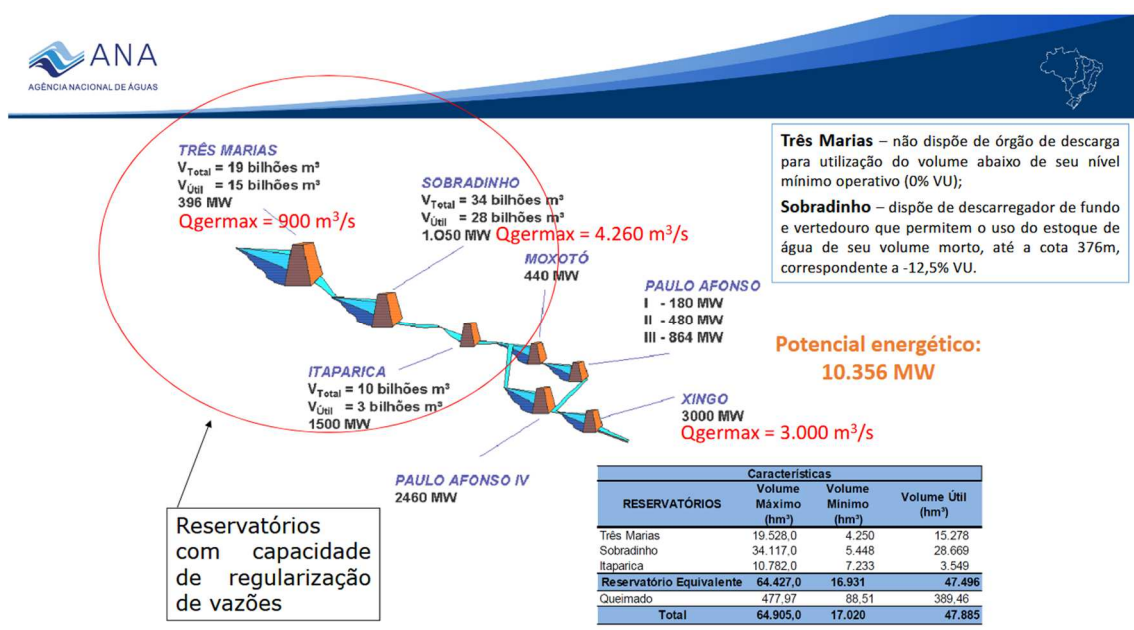 ANA
AGÊNCIA NACIONAL DE ÁGUAS
TRÊS MARIAS
VTotal = 19 bilhões m³
VÚtil = 15 bilhões m³
396 MW
Qgermax = 900 m³/s
SOBRADINHO
VTotal = 34 bilhões m³
VÚtil = 28 bilhões m³
1.050 MW Qgermax = 4.260 m³/s
MOXOTÓ
440 MW
PAULO AFONSO
I - 180 MW
II - 480 MW
III - 864 MW
ITAPARICA
VTotal = 10 bilhões m³
VÚtil = 3 bilhões m³
1500 MW
XINGO
3000 MW
Qgermax = 3.000 m³/s
PAULO AFONSO IV
2460 MW
Reservatórios
com capacidade
de regularização
de vazões
Três Marias – não dispõe de órgão de descarga
para utilização do volume abaixo de seu nível
mínimo operativo (0% VU);
Sobradinho – dispõe de descarregador de fundo
e vertedouro que permitem o uso do estoque de
água de seu volume morto, até a cota 376m,
correspondente a -12,5% VU.
Potencial energético:
10.356 MW
Características
RESERVATÓRIOS Volume Máximo (hm³) Volume Mínimo (hm³) Volume Útil (hm³)
Três Marias 19.528,0 4.250 15.278
Sobradinho 34.117,0 5.448 28.669
Itaparica 10.782,0 7.233 3.549
Reservatório Equivalente 64.427,0 16.931 47.496
Queimado 477,97 88,51 389,46
Total 64.905,0 17.020 47.885